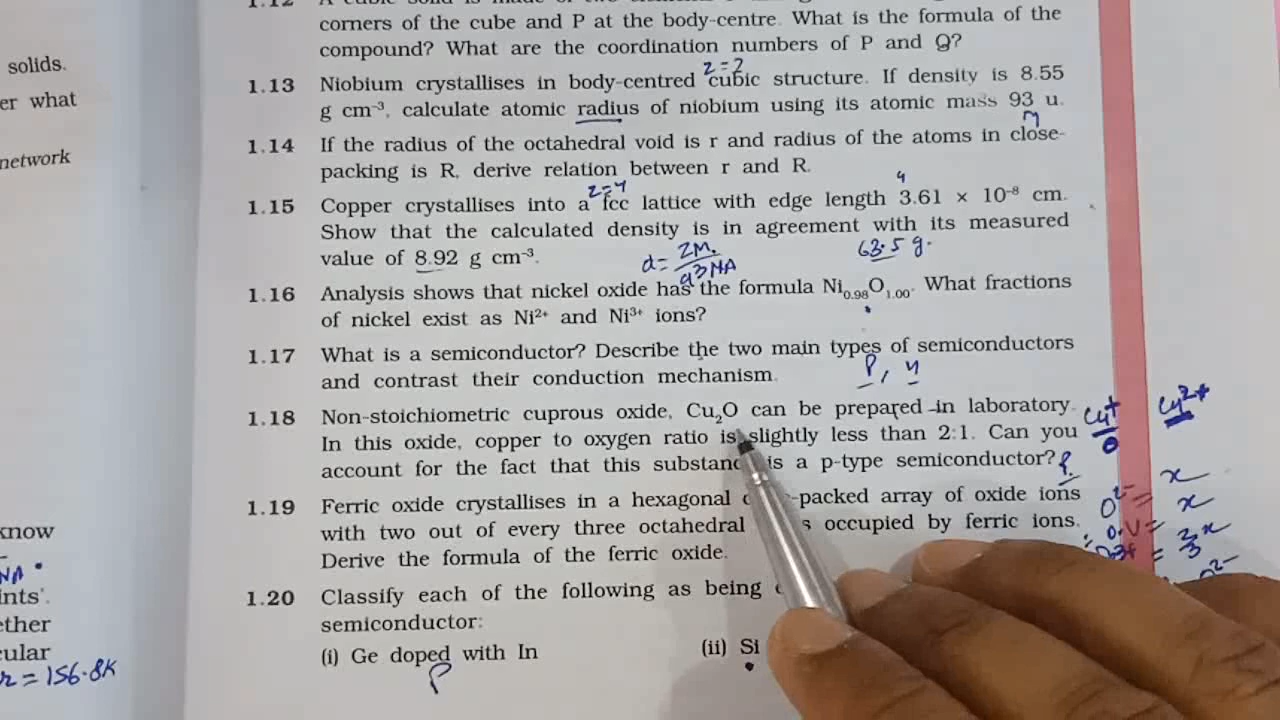 solids.
er what
network
know
NA
ints'.
ether
cular
r = 156.8K
corners of the cube and P at the body-centre. What is the formula of the
compound? What are the coordination numbers of P and Q?
z=2
1.13 Niobium crystallises in body-centred cubic structure. If density is 8.55
g cm⁻³, calculate atomic radius of niobium using its atomic mass 93 u.
M
1.14 If the radius of the octahedral void is r and radius of the atoms in close-
packing is R, derive relation between r and R.
z=4
1.15 Copper crystallises into a fcc lattice with edge length 3.61 × 10⁻⁸ cm.
Show that the calculated density is in agreement with its measured
value of 8.92 g cm⁻³.
d = ZM / a3NA
63.5 g.
1.16 Analysis shows that nickel oxide has the formula Ni₀.₉₈O₁.₀₀. What fractions
of nickel exist as Ni²⁺ and Ni³⁺ ions?
1.17 What is a semiconductor? Describe the two main types of semiconductors
and contrast their conduction mechanism.
P, n
1.18 Non-stoichiometric cuprous oxide, Cu₂O can be prepared in laboratory.
In this oxide, copper to oxygen ratio is slightly less than 2:1. Can you
account for the fact that this substance is a p-type semiconductor?
P.
Cu⁺ Cu²⁺
O
1.19 Ferric oxide crystallises in a hexagonal -packed array of oxide ions
with two out of every three octahedral occupied by ferric ions.
Derive the formula of the ferric oxide.
O²⁻ = x
O.V = x
= 2/3 x
1.20 Classify each of the following as being
semiconductor:
(i) Ge doped with In (ii) Si
P